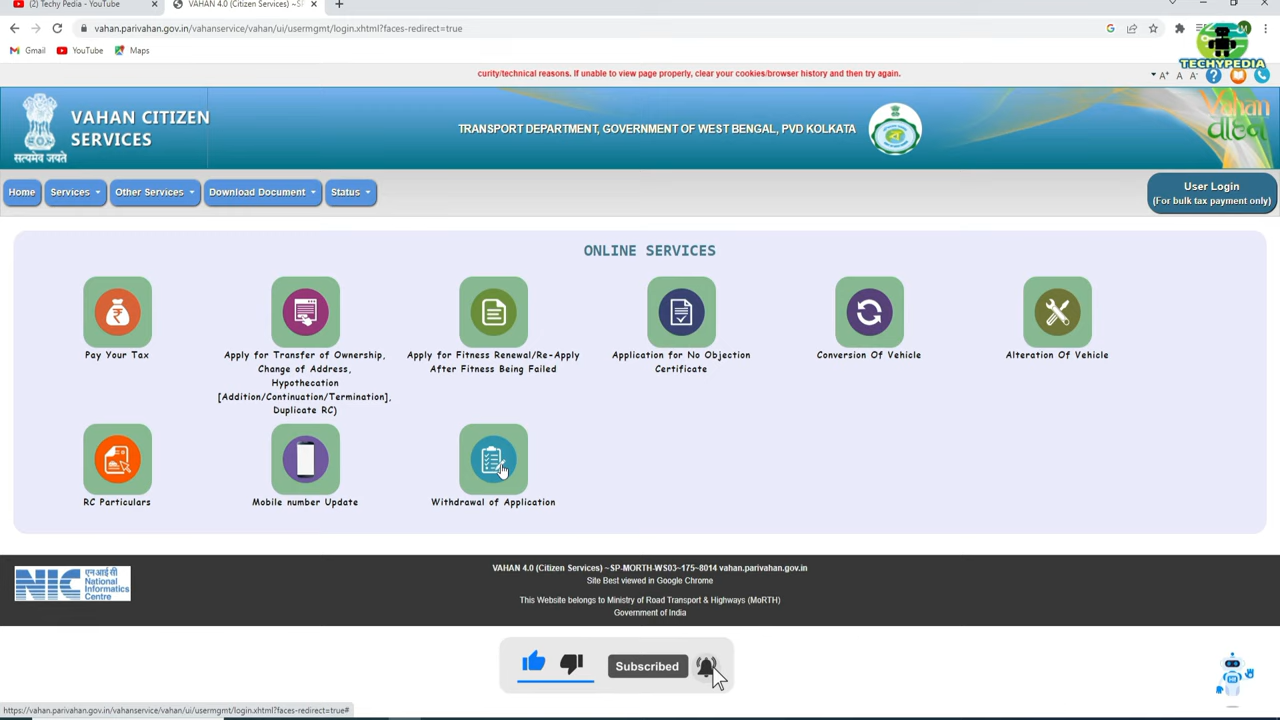 (2) Techy Pedia - YouTube
VAHAN 4.0 (Citizen Services) ~S
vahan.parivahan.gov.in/vahanservice/vahan/ui/usermgmt/login.xhtml?faces-redirect=true
Gmail
YouTube
Maps
TECHYPEDIA
curity/technical reasons. If unable to view page properly, clear your cookies/browser history and then try again.
A+ A A-
VAHAN CITIZEN
SERVICES
सत्यमेव जयते
TRANSPORT DEPARTMENT, GOVERNMENT OF WEST BENGAL, PVD KOLKATA
Vahan
वाहन
Home
Services
Other Services
Download Document
Status
User Login
(For bulk tax payment only)
ONLINE SERVICES
Pay Your Tax
Apply for Transfer of Ownership,
Change of Address,
Hypothecation
[Addition/Continuation/Termination],
Duplicate RC)
Apply for Fitness Renewal/Re-Apply
After Fitness Being Failed
Application for No Objection
Certificate
Conversion Of Vehicle
Alteration Of Vehicle
RC Particulars
Mobile number Update
Withdrawal of Application
NIC
एन आई सी
National
Informatics
Centre
VAHAN 4.0 (Citizen Services) ~SP-MORTH-WS03~175~8014 vahan.parivahan.gov.in
Site Best viewed in Google Chrome
This Website belongs to Ministry of Road Transport & Highways (MoRTH)
Government of India
Subscribed
https://vahan.parivahan.gov.in/vahanservice/vahan/ui/usermgmt/login.xhtml?faces-redirect=true#